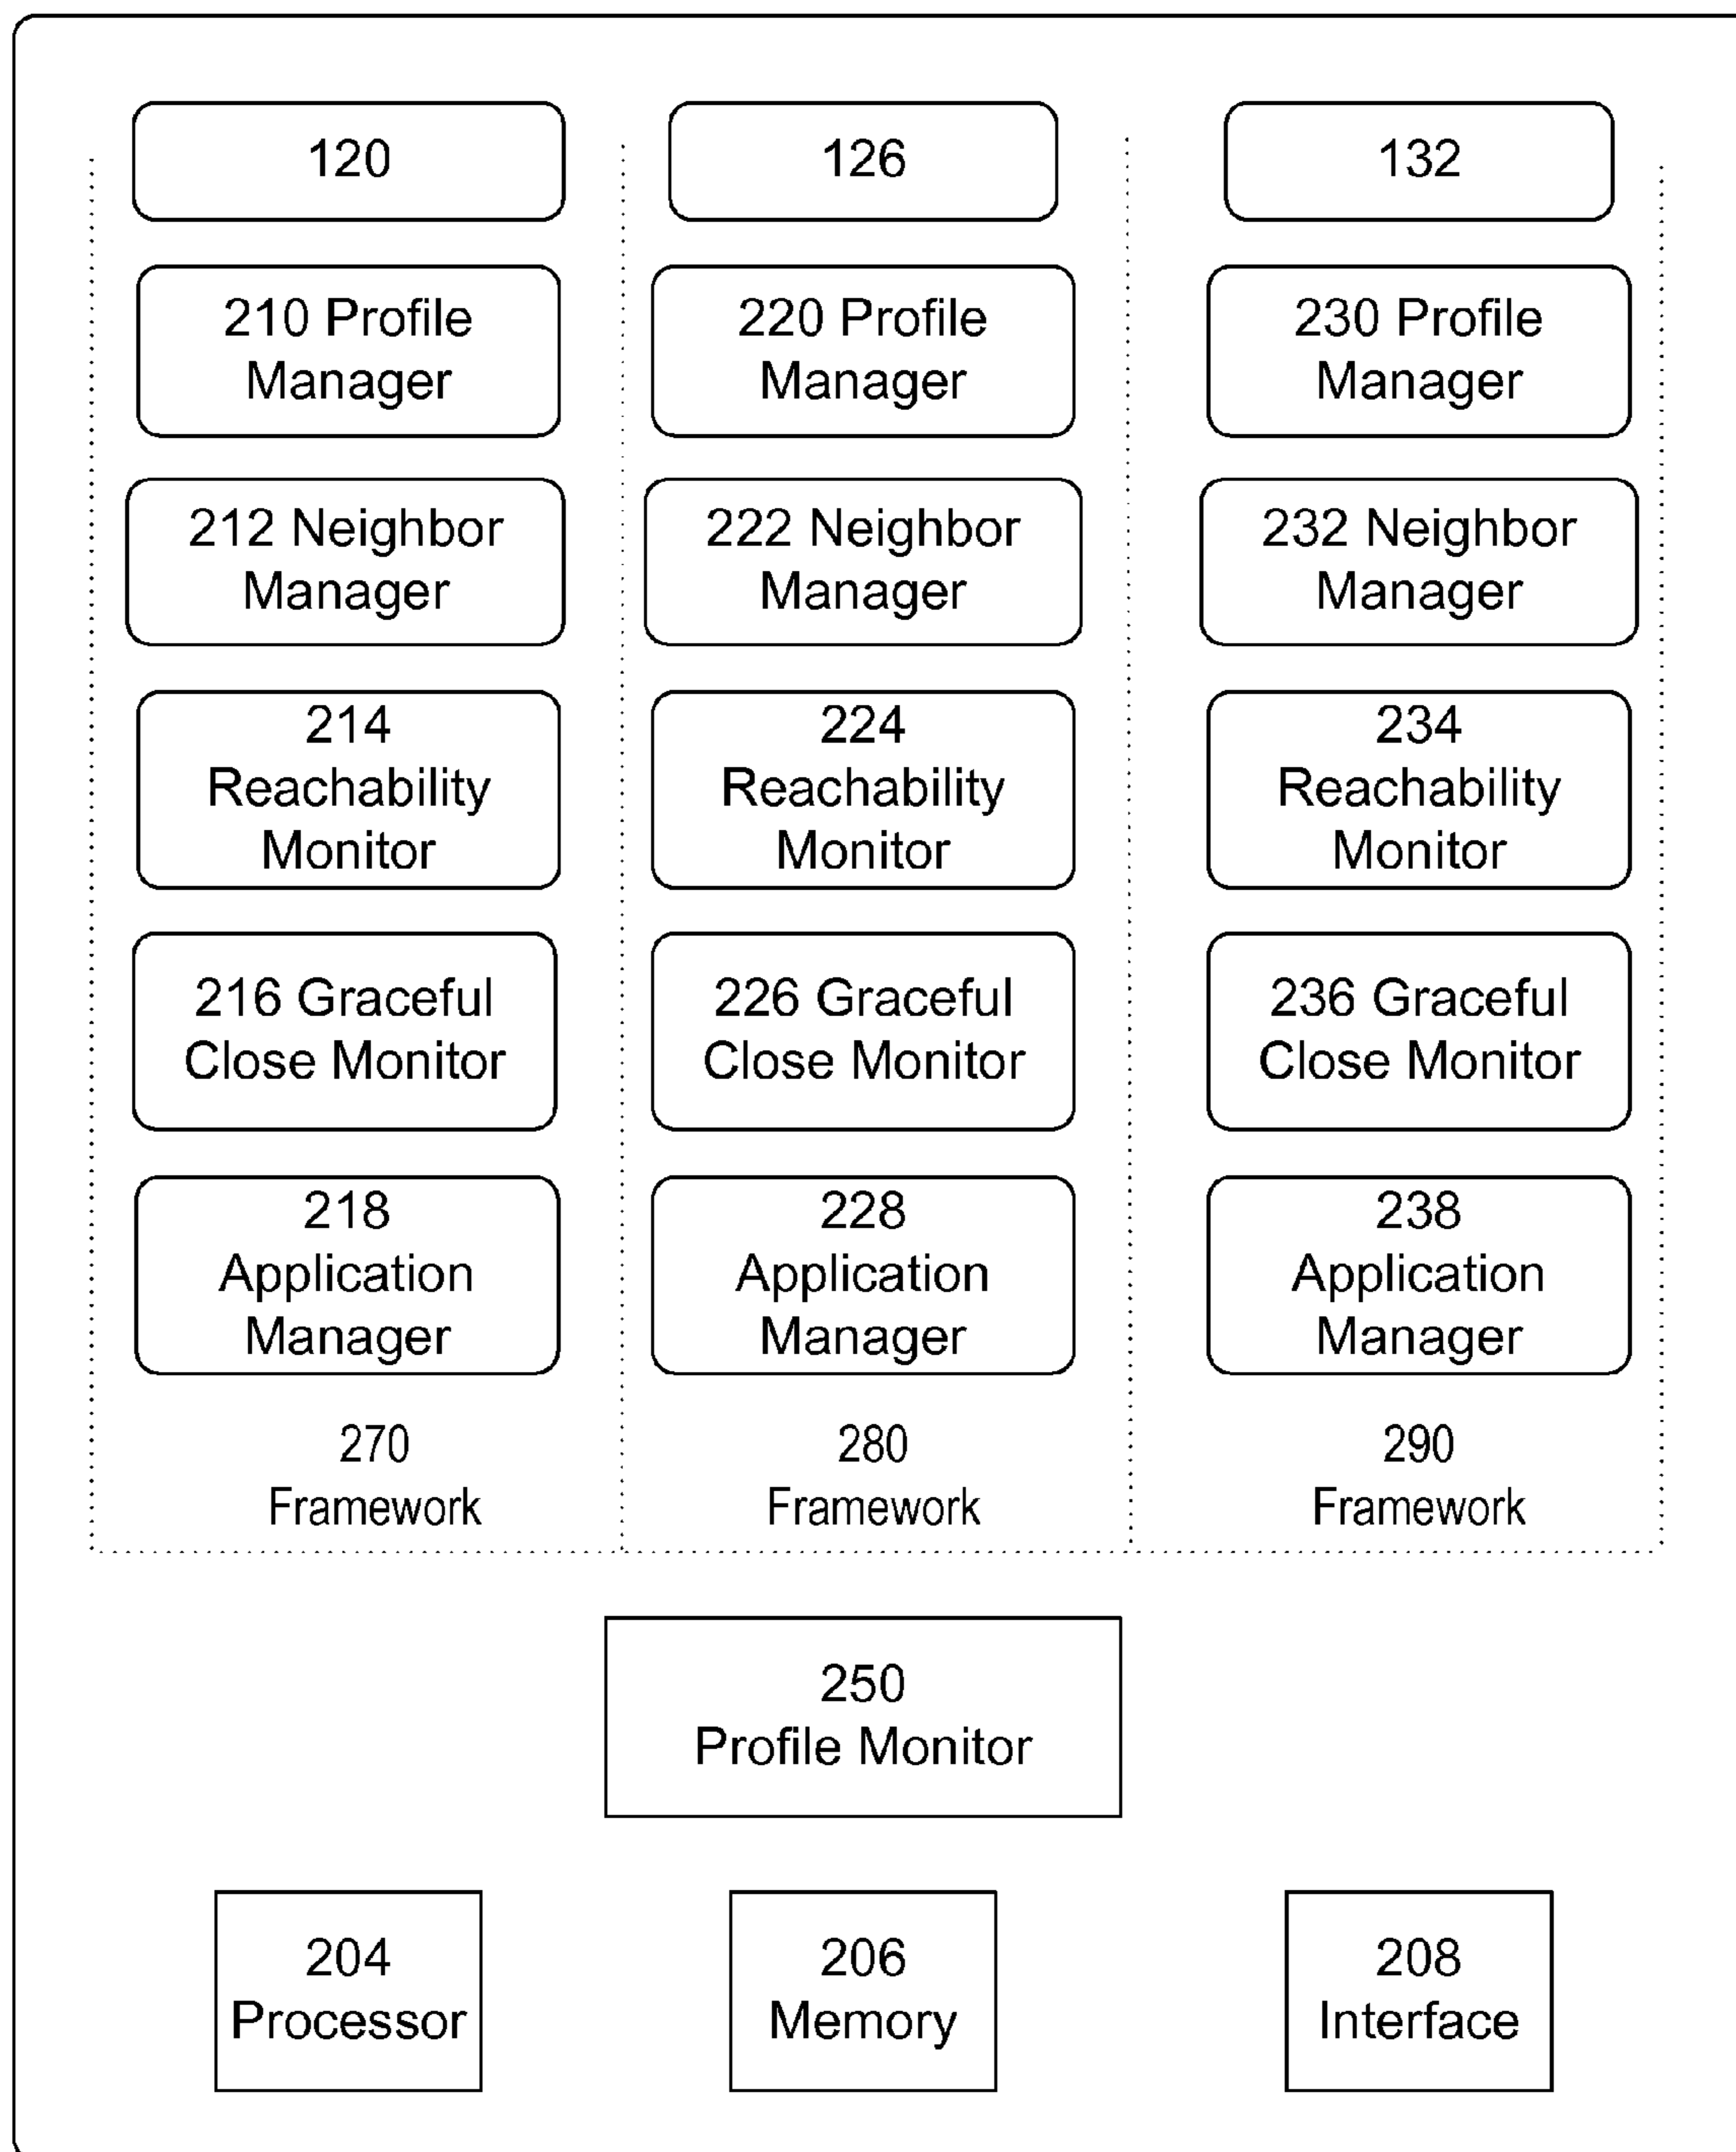 120
126
132
210 Profile
Manager
220 Profile
Manager
230 Profile
Manager
212 Neighbor
Manager
222 Neighbor
Manager
232 Neighbor
Manager
214
Reachability
Monitor
224
Reachability
Monitor
234
Reachability
Monitor
216 Graceful
Close Monitor
226 Graceful
Close Monitor
236 Graceful
Close Monitor
218
Application
Manager
228
Application
Manager
238
Application
Manager
270
Framework
280
Framework
290
Framework
250
Profile Monitor
204
Processor
206
Memory
208
Interface